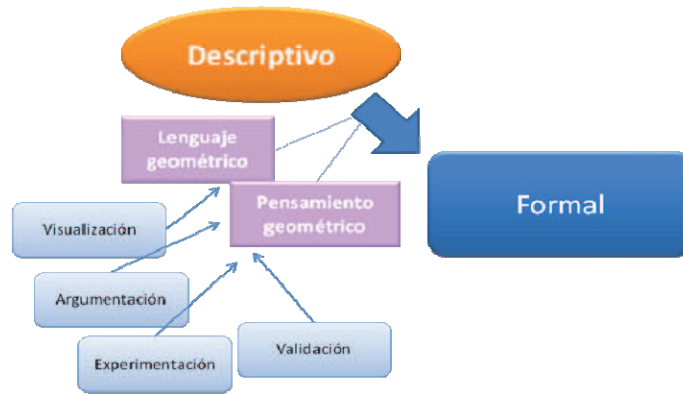 Descriptivo
Lenguaje
geométrico
Pensamiento
geométrico
Formal
Visualización
Argumentación
Experimentación
Validación